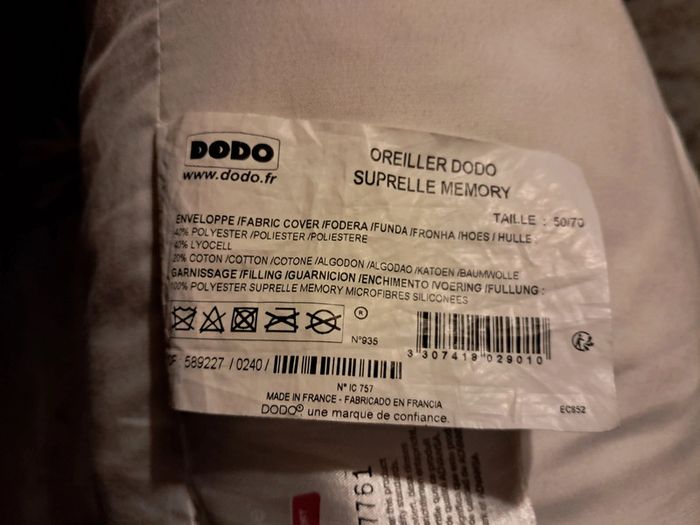 DODO
www.dodo.fr
OREILLER DODO
SUPRELLE MEMORY
TAILLE : 50/70
ENVELOPPE /FABRIC COVER /FODERA /FUNDA /FRONHA /HOES / HULLE :
40% POLYESTER /POLIESTER /POLIESTERE
40% LYOCELL
20% COTON /COTTON /COTONE /ALGODON /ALGODAO /KATOEN /BAUMWOLLE
GARNISSAGE /FILLING /GUARNICION /ENCHIMENTO /VOERING /FULLUNG :
100% POLYESTER SUPRELLE MEMORY MICROFIBRES SILICONEES
®
N°935
3 307419 029010
589227 / 0240 /
N° IC 757
MADE IN FRANCE - FABRICADO EN FRANCIA
DODO® une marque de confiance.
EC852
7761